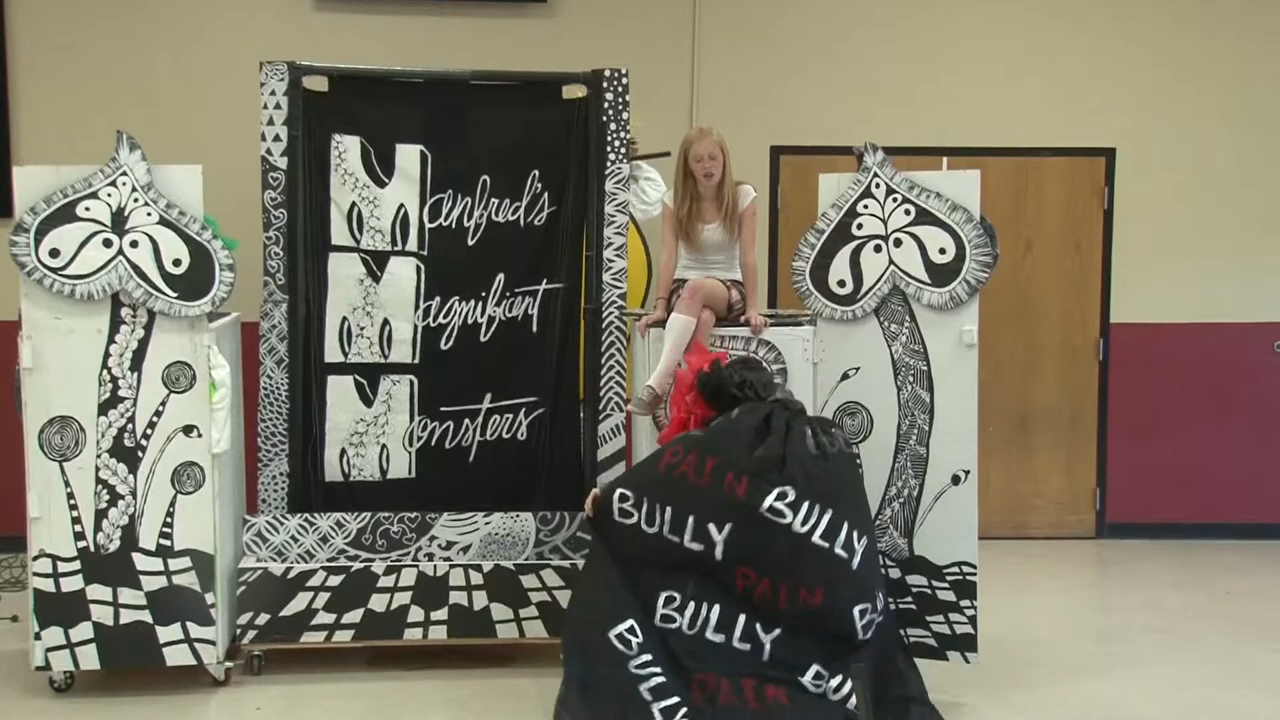 Manfred's
Magnificent
Monsters
PAIN
BULLY BULLY
PAIN
BULLY
BULLY
PAIN